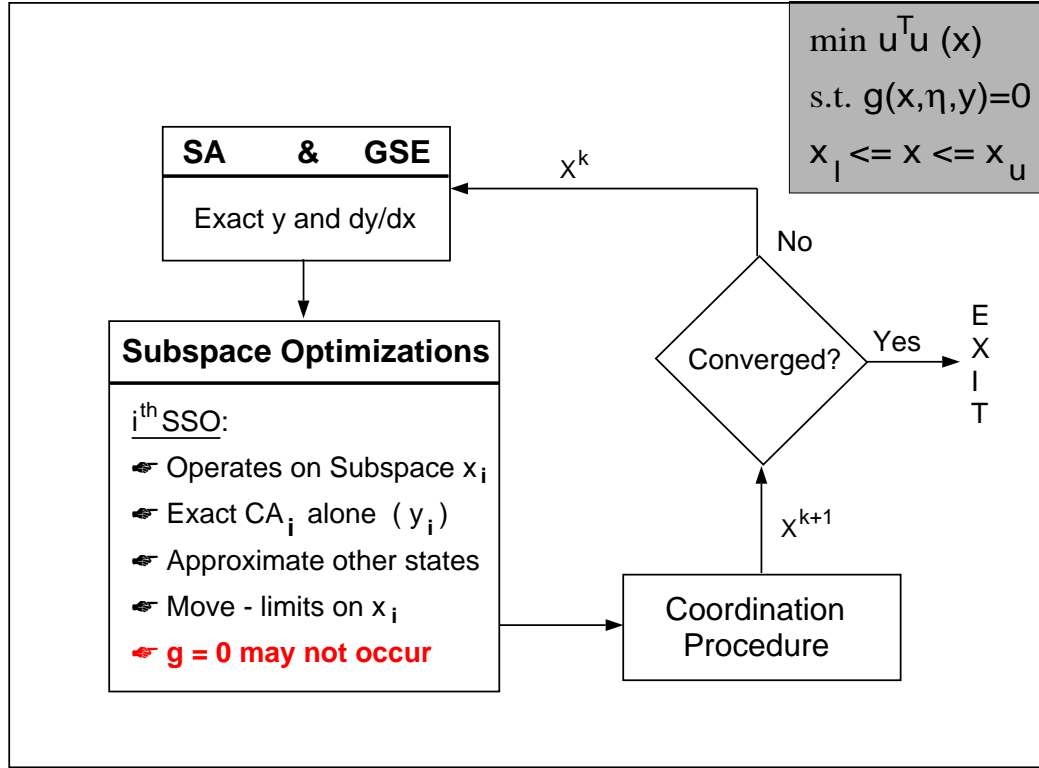 min uᵀu (x)
s.t. g(x,η,y)=0
x_l <= x <= x_u
SA & GSE
Exact y and dy/dx
X^k
No
Converged?
Yes
E
X
I
T
Subspace Optimizations
i^th SSO:
☛ Operates on Subspace x_i
☛ Exact CA_i alone ( y_i )
☛ Approximate other states
☛ Move - limits on x_i
☛ g = 0 may not occur
X^{k+1}
Coordination
Procedure